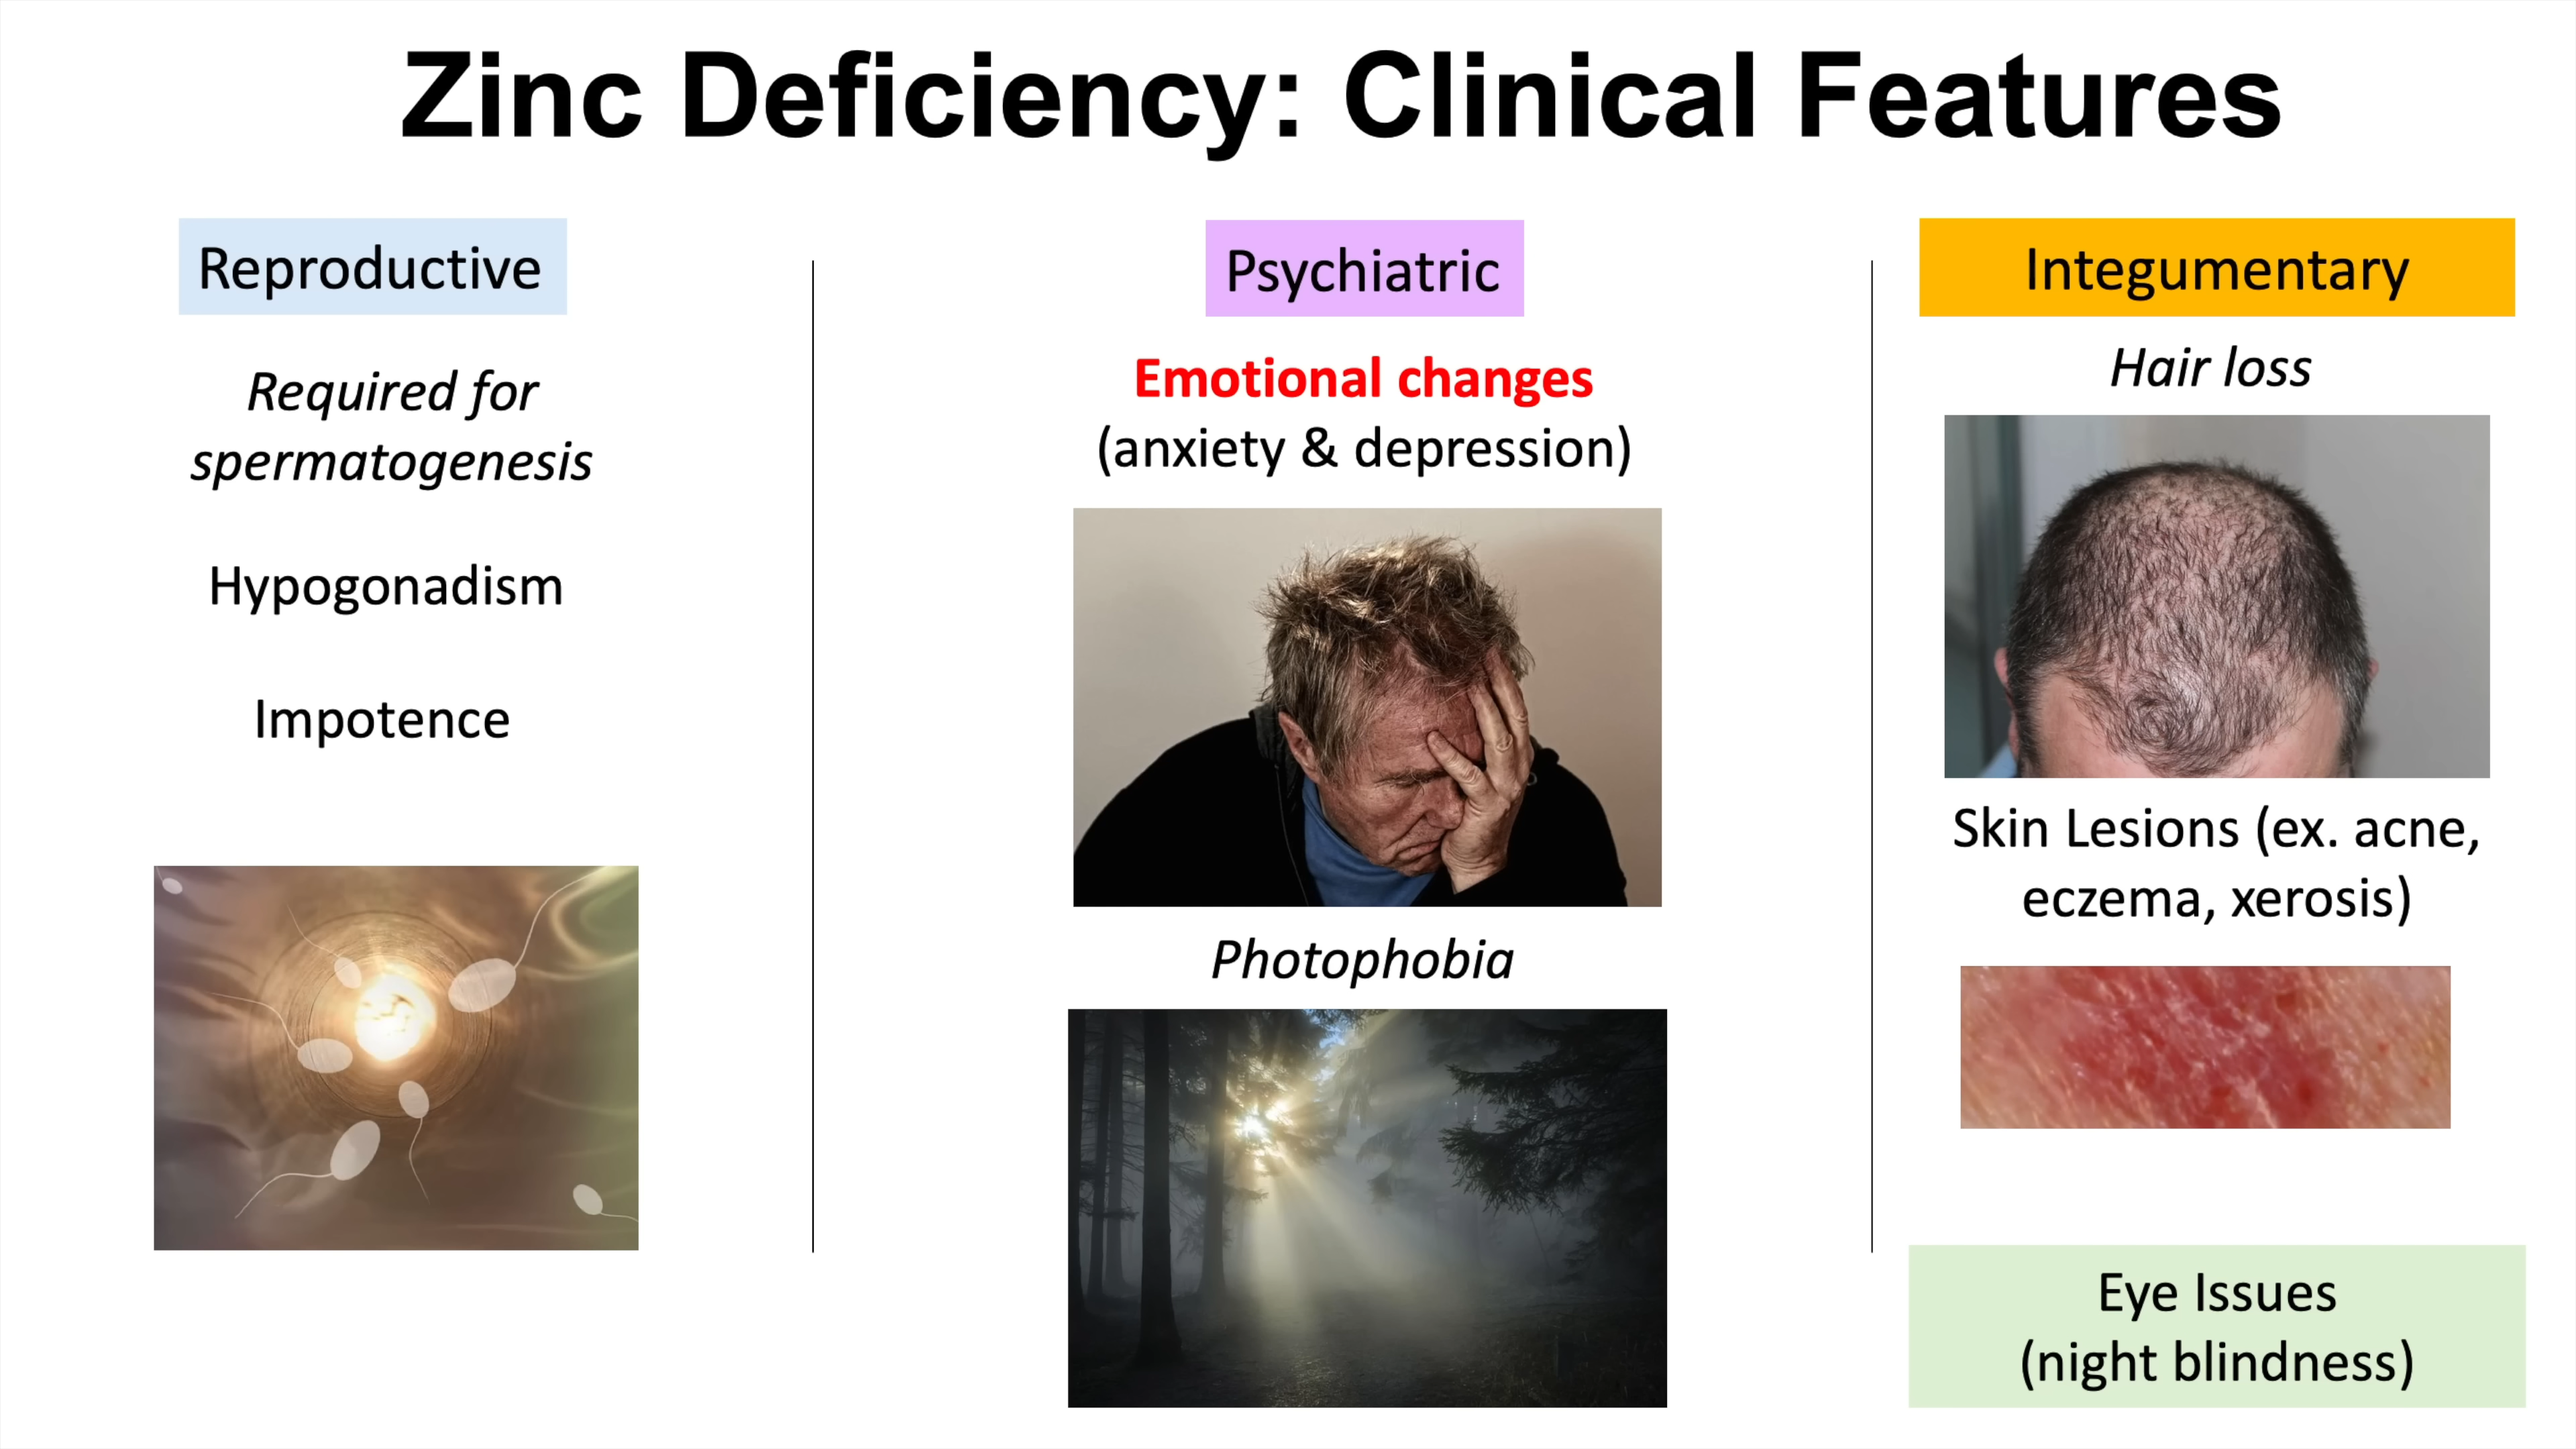 Zinc Deficiency: Clinical Features
Reproductive
Required for
spermatogenesis
Hypogonadism
Impotence
Psychiatric
Emotional changes
(anxiety & depression)
Photophobia
Integumentary
Hair loss
Skin Lesions (ex. acne,
eczema, xerosis)
Eye Issues
(night blindness)